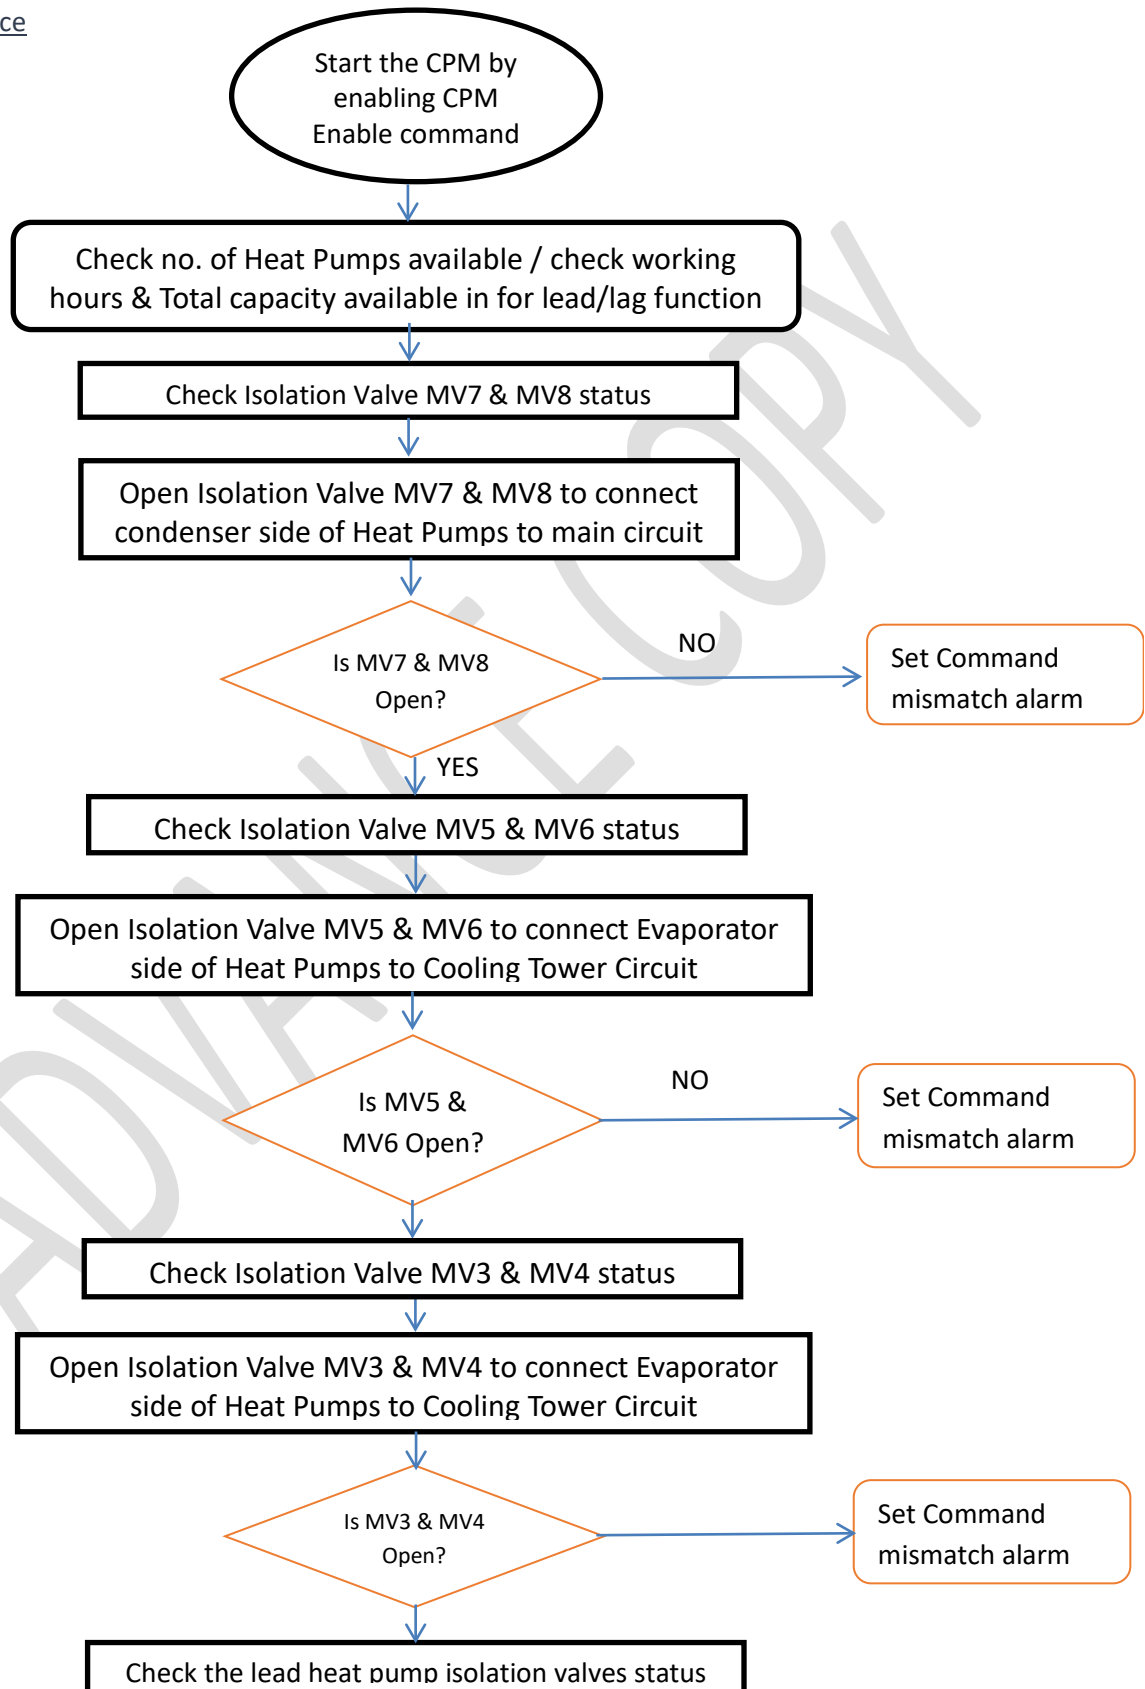 ce
Start the CPM by
enabling CPM
Enable command
Check no. of Heat Pumps available / check working
hours & Total capacity available in for lead/lag function
Check Isolation Valve MV7 & MV8 status
Open Isolation Valve MV7 & MV8 to connect
condenser side of Heat Pumps to main circuit
Is MV7 & MV8
Open?
NO
Set Command
mismatch alarm
YES
Check Isolation Valve MV5 & MV6 status
Open Isolation Valve MV5 & MV6 to connect Evaporator
side of Heat Pumps to Cooling Tower Circuit
Is MV5 &
MV6 Open?
NO
Set Command
mismatch alarm
Check Isolation Valve MV3 & MV4 status
Open Isolation Valve MV3 & MV4 to connect Evaporator
side of Heat Pumps to Cooling Tower Circuit
Is MV3 & MV4
Open?
Set Command
mismatch alarm
Check the lead heat pump isolation valves status
ADVANCE COPY